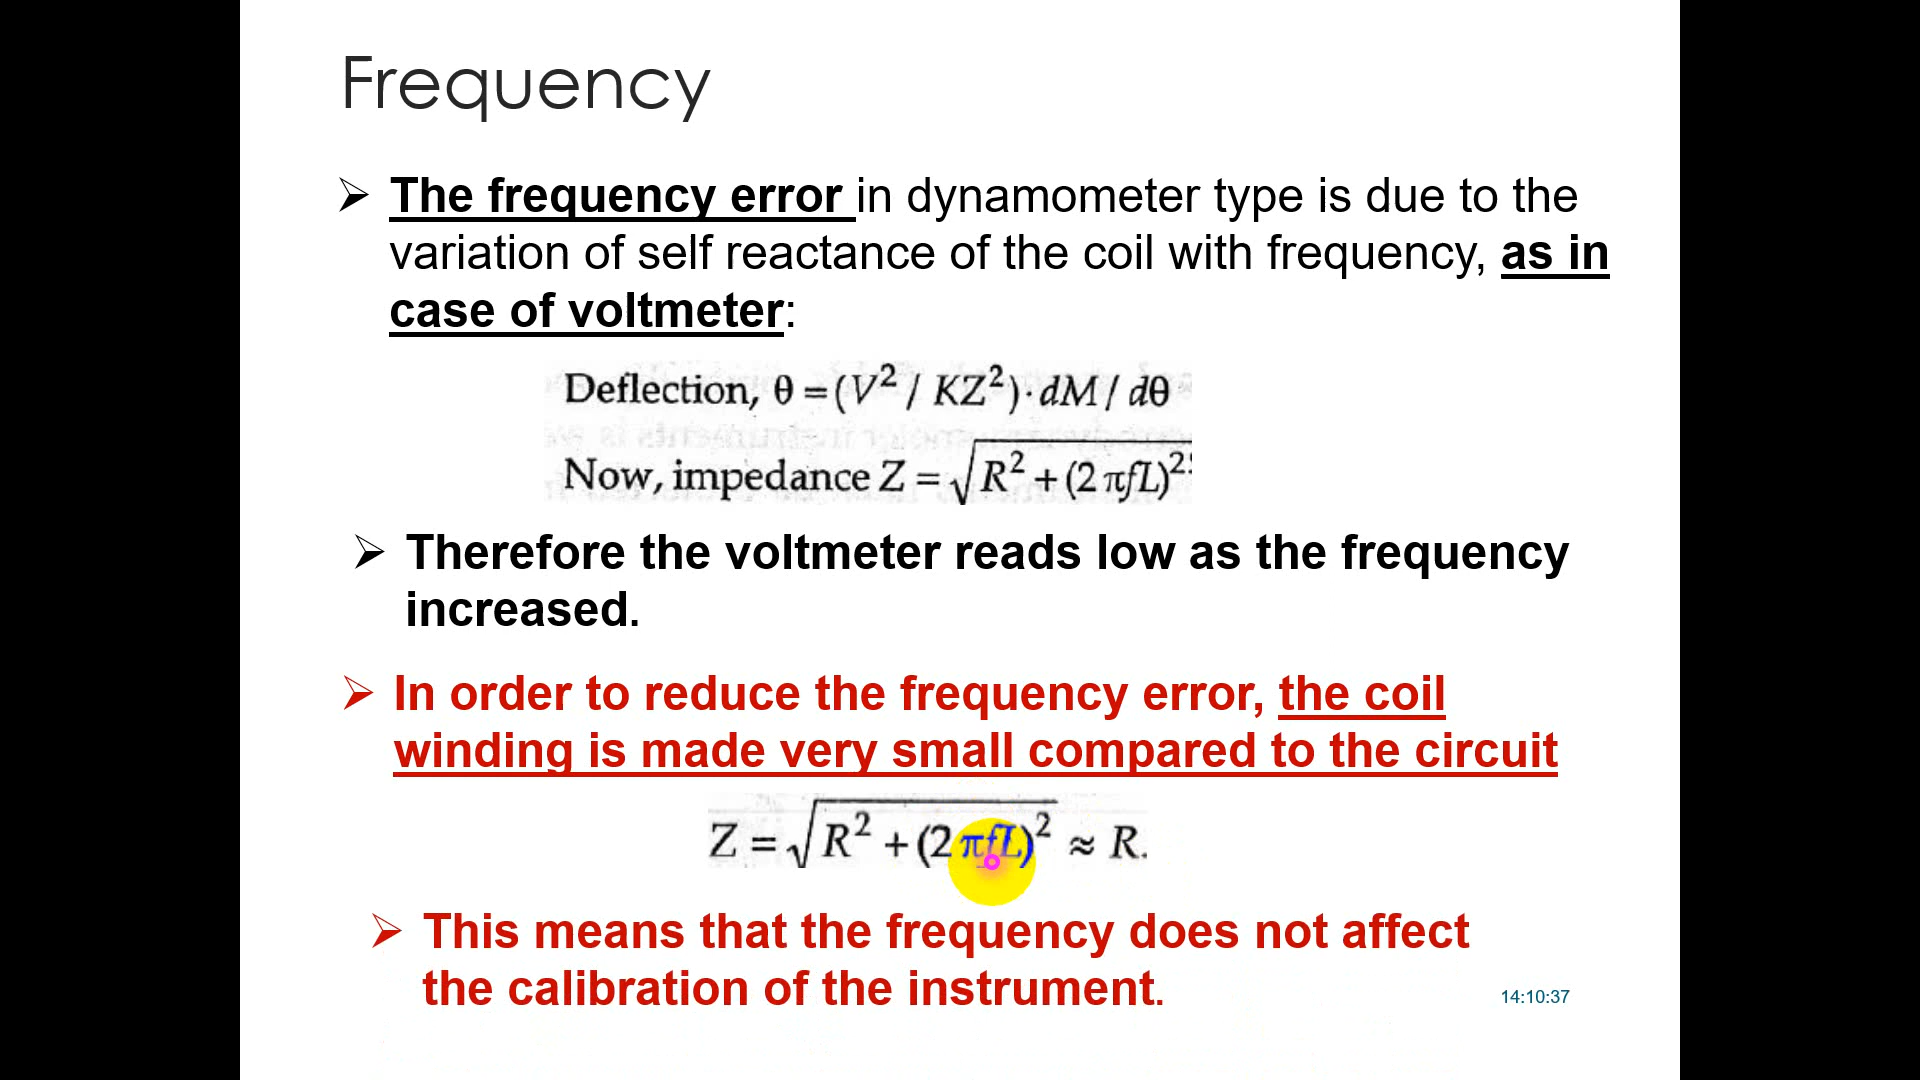 Frequency
➢ The frequency error in dynamometer type is due to the
variation of self reactance of the coil with frequency, as in
case of voltmeter:
Deflection, θ = (V² / KZ²) · dM / dθ
Now, impedance Z = √R² + (2 πfL)²
➢ Therefore the voltmeter reads low as the frequency
increased.
➢ In order to reduce the frequency error, the coil
winding is made very small compared to the circuit
Z = √R² + (2 πfL)² ≈ R.
➢ This means that the frequency does not affect
the calibration of the instrument.
14:10:37